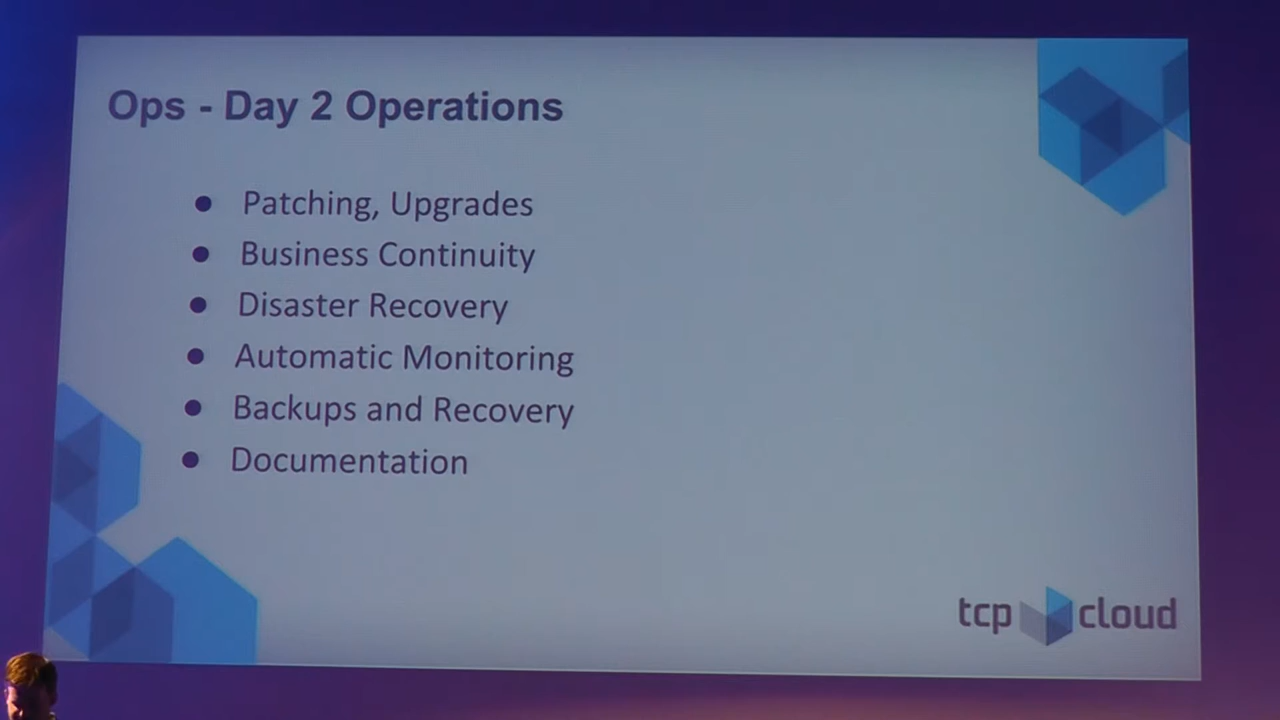 Ops - Day 2 Operations
● Patching, Upgrades
● Business Continuity
● Disaster Recovery
● Automatic Monitoring
● Backups and Recovery
● Documentation
tcp cloud